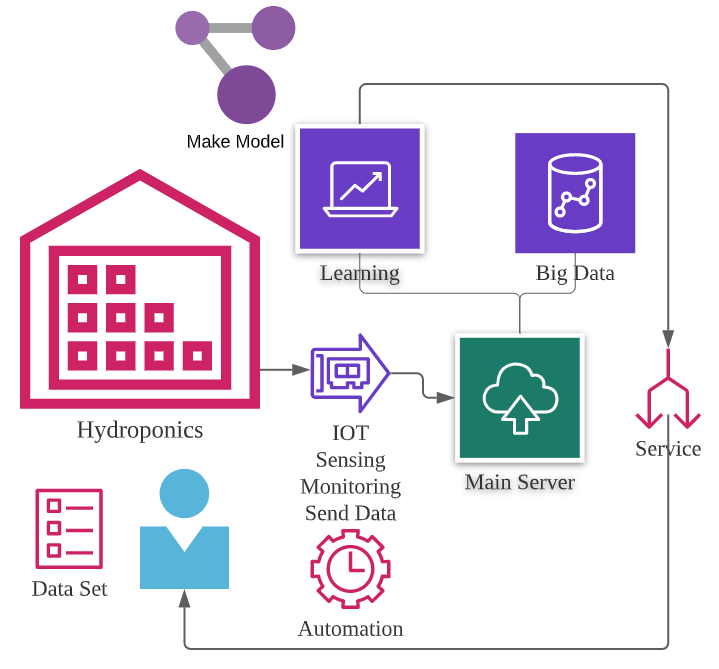 Make Model
Learning
Big Data
Hydroponics
IOT
Sensing
Monitoring
Send Data
Main Server
Service
Data Set
Automation